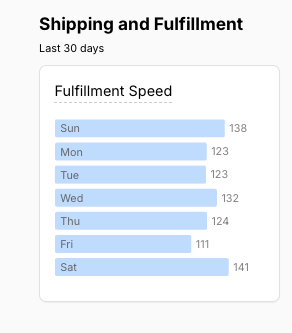 Shipping and Fulfillment
Last 30 days
Fulfillment Speed
Sun 138
Mon 123
Tue 123
Wed 132
Thu 124
Fri 111
Sat 141